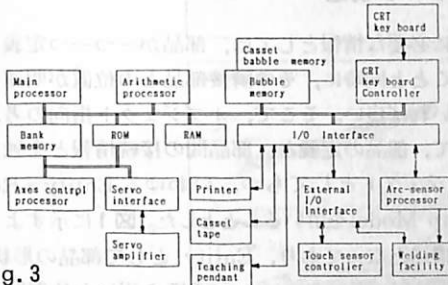 CRT
key board
Casset
babble memory
Main
processor
Arithmetic
processor
Bubble
memory
CRT
key board
Controller
Bank
memory
ROM
RAM
I/O Interface
Axes contrpl
processor
Servo
interface
Printer
External
I/O
Interface
Arc-sensor
processor
Casset
tape
Servo
amplifier
Teaching
pendant
Touch sensor
controller
Welding
facility
g. 3